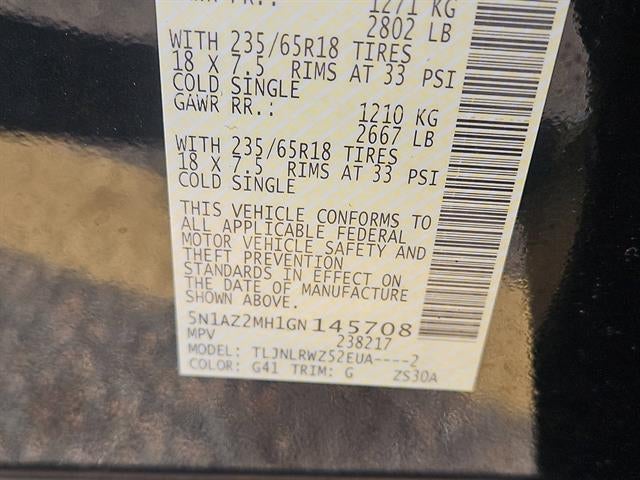 GAWR FR.: 1271 KG
2802 LB
WITH 235/65R18 TIRES
18 X 7.5 RIMS AT 33 PSI
COLD SINGLE
GAWR RR.: 1210 KG
2667 LB
WITH 235/65R18 TIRES
18 X 7.5 RIMS AT 33 PSI
COLD SINGLE
THIS VEHICLE CONFORMS TO
ALL APPLICABLE FEDERAL
MOTOR VEHICLE SAFETY AND
THEFT PREVENTION
STANDARDS IN EFFECT ON
THE DATE OF MANUFACTURE
SHOWN ABOVE.
5N1AZ2MH1GN145708
MPV 238217
MODEL: TLJNLRWZ52EUA----2
COLOR: G41 TRIM: G ZS30A